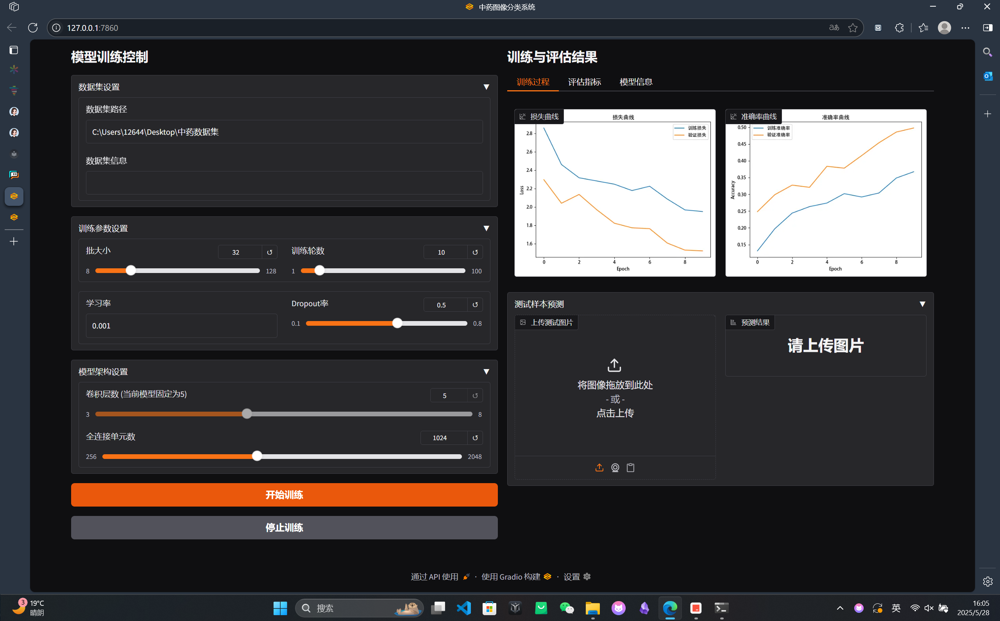 中药图像分类系统
127.0.0.1:7860
模型训练控制
数据集设置
数据集路径
C:\Users\12644\Desktop\中药数据集
数据集信息
训练参数设置
批大小
32
8
128
训练轮数
10
1
100
学习率
0.001
Dropout率
0.5
0.1
0.8
模型架构设置
卷积层数 (当前模型固定为5)
5
3
8
全连接单元数
1024
256
2048
开始训练
停止训练
训练与评估结果
训练过程 评估指标 模型信息
损失曲线
损失曲线
训练损失
验证损失
2.8
2.6
2.4
2.2
2.0
1.8
1.6
Loss
0 2 4 6 8
Epoch
准确率曲线
准确率曲线
训练准确率
验证准确率
0.50
0.45
0.40
0.35
0.30
0.25
0.20
0.15
Accuracy
0 2 4 6 8
Epoch
测试样本预测
上传测试图片
将图像拖放到此处
- 或 -
点击上传
预测结果
请上传图片
通过 API 使用 · 使用 Gradio 构建 · 设置
3
19°C
晴朗
搜索
英
16:05
2025/5/28